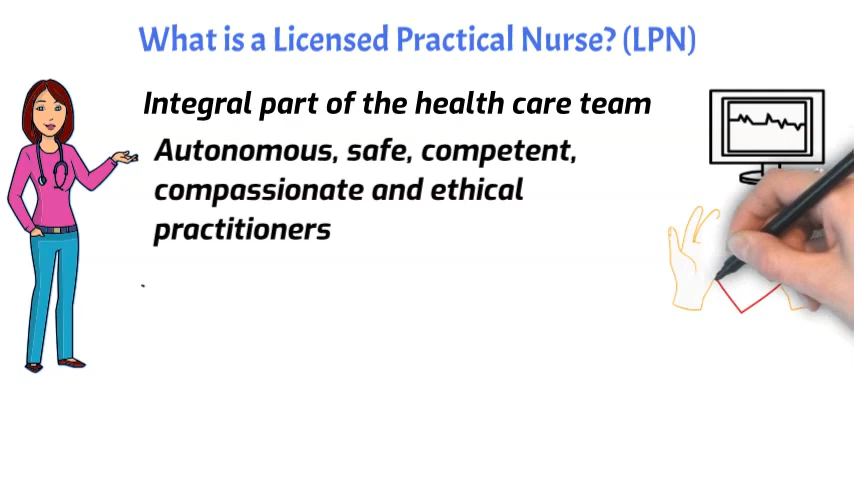 What is a Licensed Practical Nurse? (LPN)
Integral part of the health care team
Autonomous, safe, competent,
compassionate and ethical
practitioners